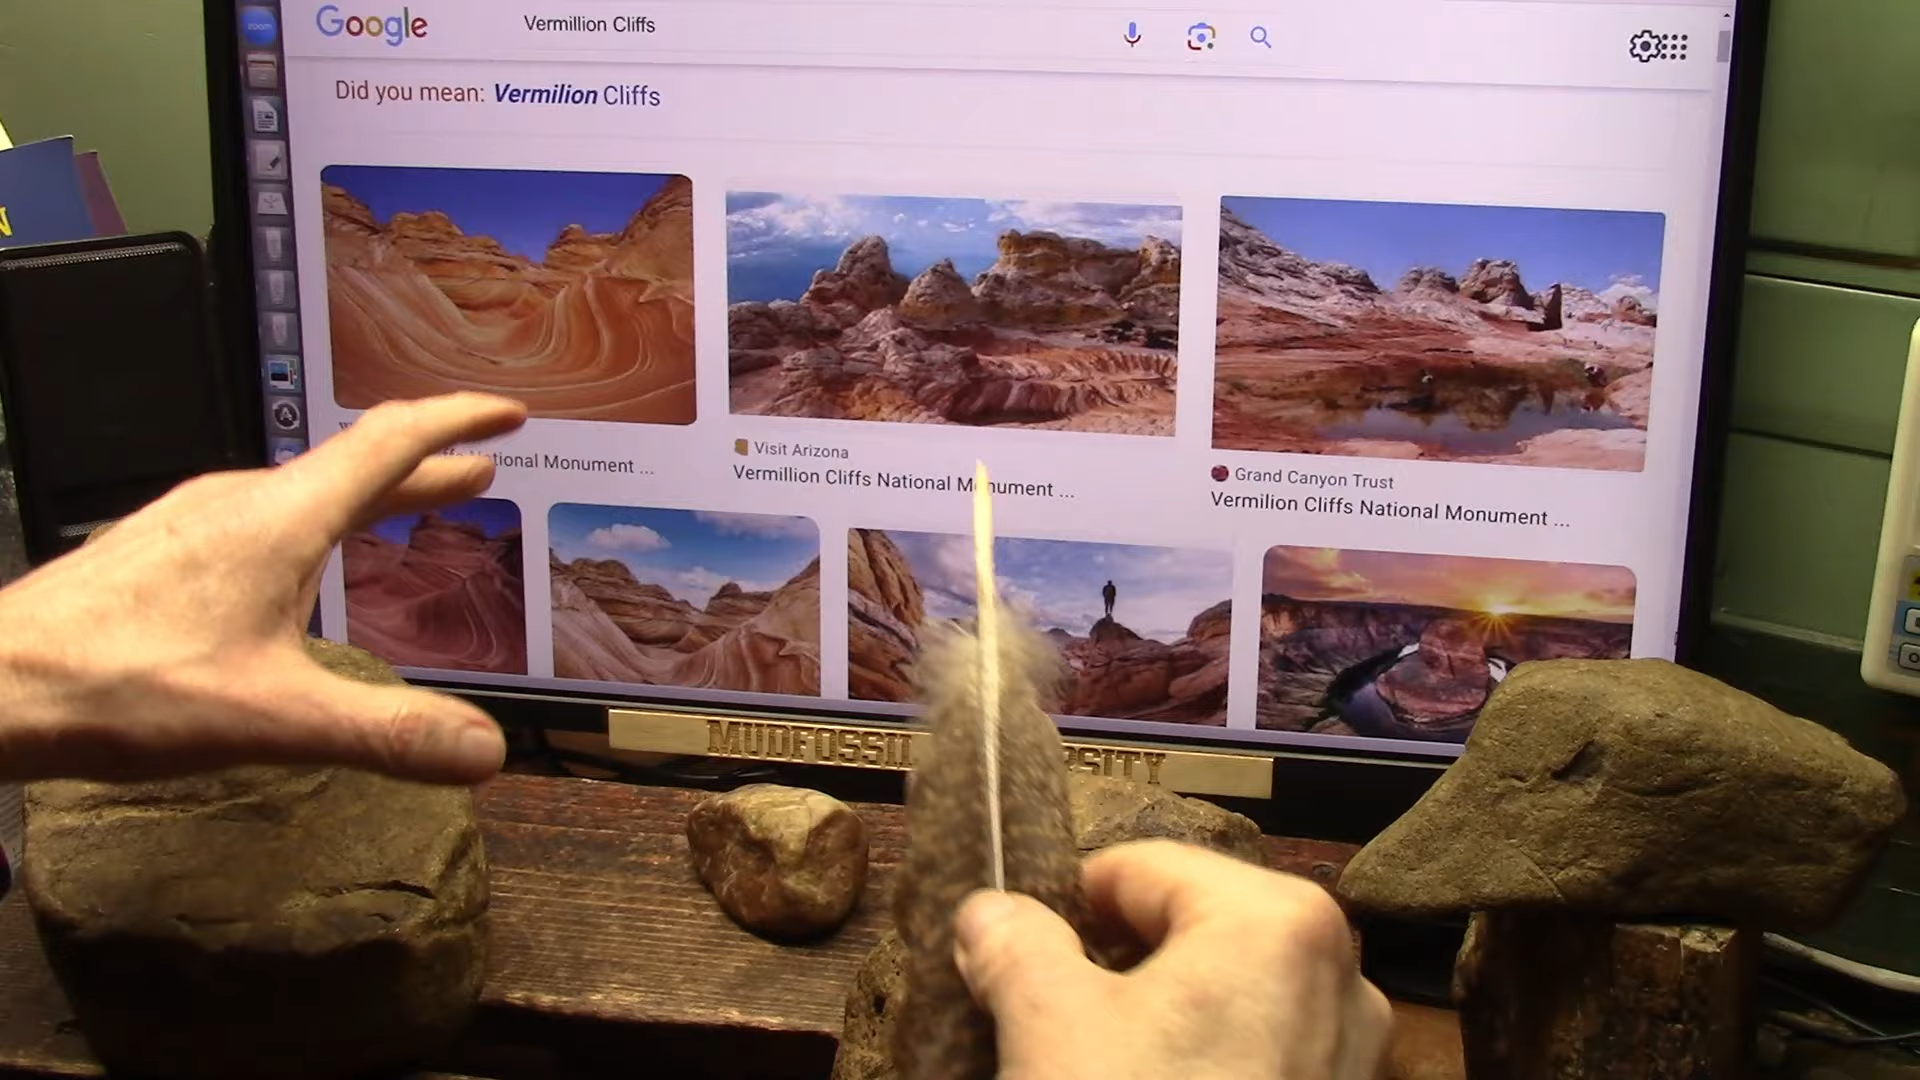 zoom
Google
Vermillion Cliffs
Did you mean: Vermilion Cliffs
N
tional Monument ...
Visit Arizona
Vermillion Cliffs National M nument ...
Grand Canyon Trust
Vermilion Cliffs National Monument ...
MUDFOSSIL RSITY